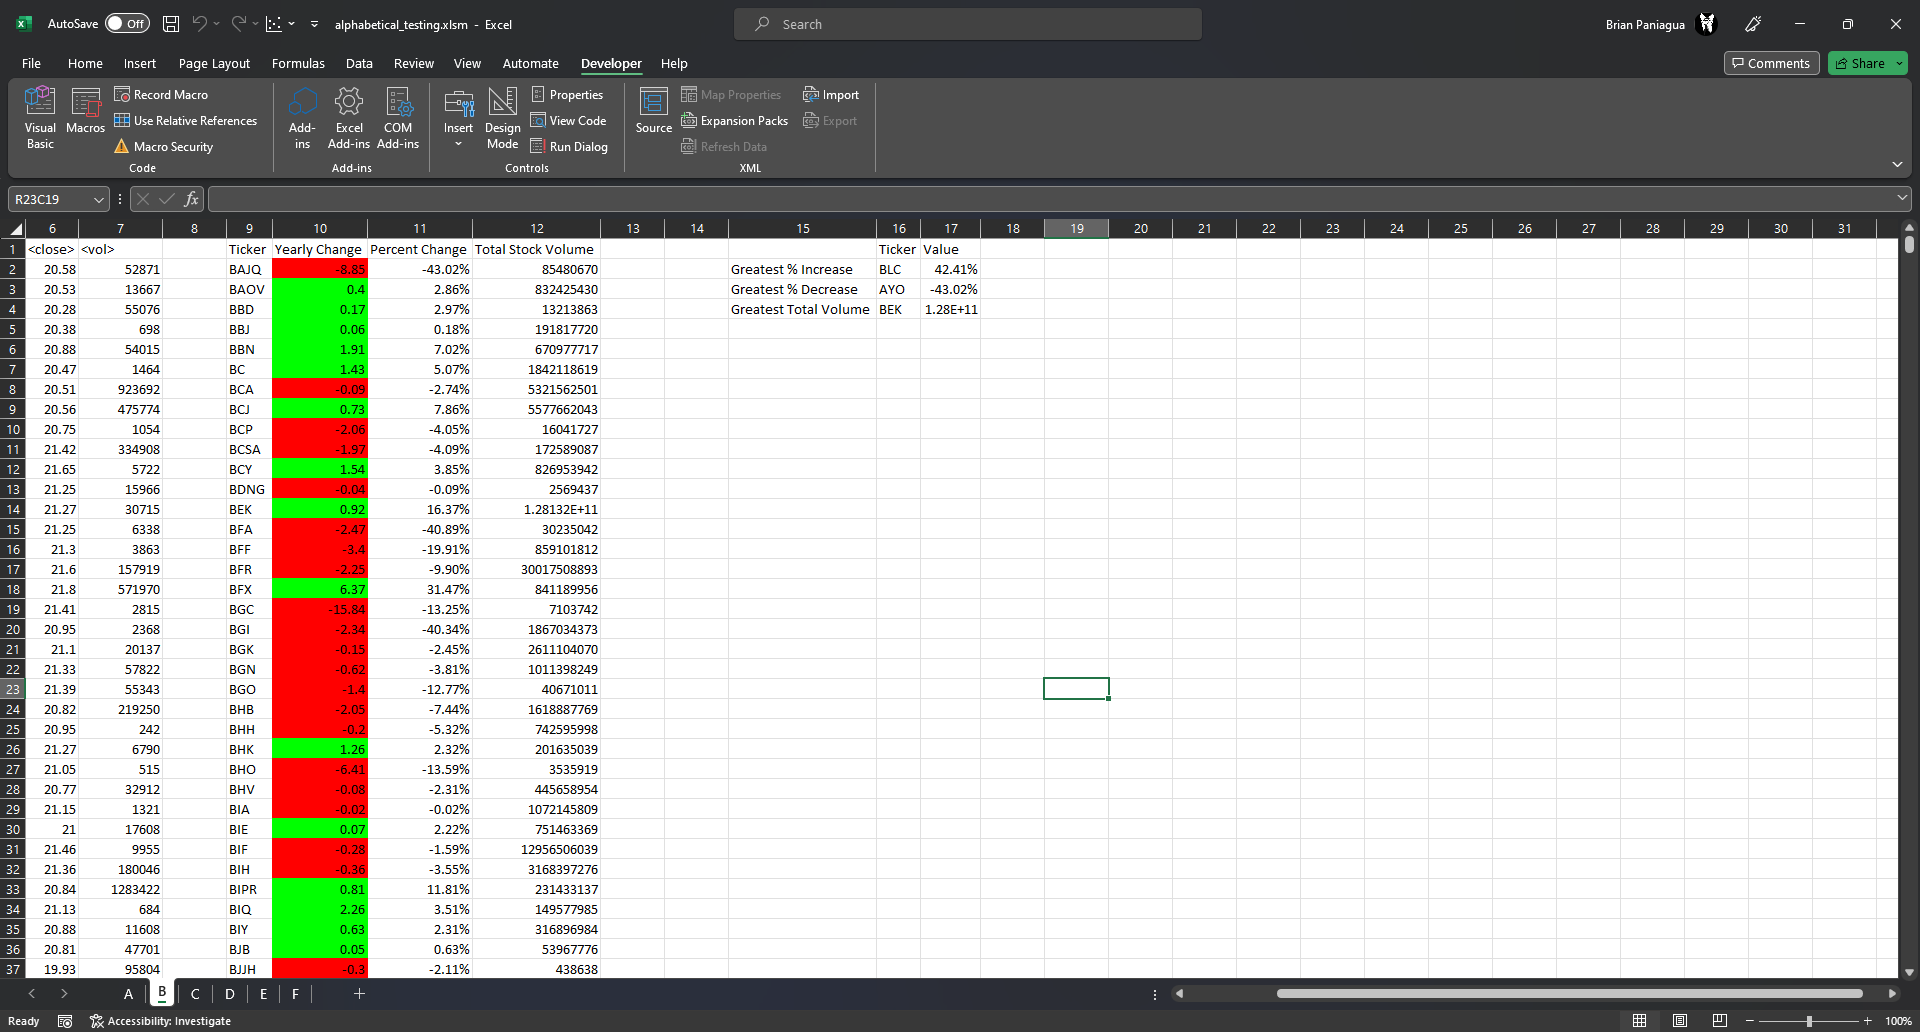 AutoSave Off alphabetical_testing.xlsm - Excel Search Brian Paniagua
File Home Insert Page Layout Formulas Data Review View Automate Developer Help Comments Share
Visual Basic
Macros
Record Macro
Use Relative References
Macro Security
Code
Add-ins
Excel Add-ins
COM Add-ins
Add-ins
Insert
Design Mode
Properties
View Code
Run Dialog
Controls
Source
Map Properties
Expansion Packs
Refresh Data
Import
Export
XML
R23C19 fx
6 7 8 9 10 11 12 13 14 15 16 17 18 19 20 21 22 23 24 25 26 27 28 29 30 31
1 <close> <vol> Ticker Yearly Change Percent Change Total Stock Volume Ticker Value
2 20.58 52871 BAJQ -8.85 -43.02% 85480670 Greatest % Increase BLC 42.41%
3 20.53 13667 BAOV 0.4 2.86% 832425430 Greatest % Decrease AYO -43.02%
4 20.28 55076 BBD 0.17 2.97% 13213863 Greatest Total Volume BEK 1.28E+11
5 20.38 698 BBJ 0.06 0.18% 191817720
6 20.88 54015 BBN 1.91 7.02% 670977717
7 20.47 1464 BC 1.43 5.07% 1842118619
8 20.51 923692 BCA -0.09 -2.74% 5321562501
9 20.56 475774 BCJ 0.73 7.86% 5577662043
10 20.75 1054 BCP -2.06 -4.05% 16041727
11 21.42 334908 BCSA -1.97 -4.09% 172589087
12 21.65 5722 BCY 1.54 3.85% 826953942
13 21.25 15966 BDNG -0.04 -0.09% 2569437
14 21.27 30715 BEK 0.92 16.37% 1.28132E+11
15 21.25 6338 BFA -2.47 -40.89% 30235042
16 21.3 3863 BFF -3.4 -19.91% 859101812
17 21.6 157919 BFR -2.25 -9.90% 30017508893
18 21.8 571970 BFX 6.37 31.47% 841189956
19 21.41 2815 BGC -15.84 -13.25% 7103742
20 20.95 2368 BGI -2.34 -40.34% 1867034373
21 21.1 20137 BGK -0.15 -2.45% 2611104070
22 21.33 57822 BGN -0.62 -3.81% 1011398249
23 21.39 55343 BGO -1.4 -12.77% 40671011
24 20.82 219250 BHB -2.05 -7.44% 1618887769
25 20.95 242 BHH -0.2 -5.32% 742595998
26 21.27 6790 BHK 1.26 2.32% 201635039
27 21.05 515 BHO -6.41 -13.59% 3535919
28 20.77 32912 BHV -0.08 -2.31% 445658954
29 21.15 1321 BIA -0.02 -0.02% 1072145809
30 21 17608 BIE 0.07 2.22% 751463369
31 21.46 9955 BIF -0.28 -1.59% 12956506039
32 21.36 180046 BIH -0.36 -3.55% 3168397276
33 20.84 1283422 BIPR 0.81 11.81% 231433137
34 21.13 684 BIQ 2.26 3.51% 149577985
35 20.88 11608 BIY 0.63 2.31% 316896984
36 20.81 47701 BJB 0.05 0.63% 53967776
37 19.93 95804 BJJH -0.3 -2.11% 438638
A B C D E F
Ready Accessibility: Investigate 100%